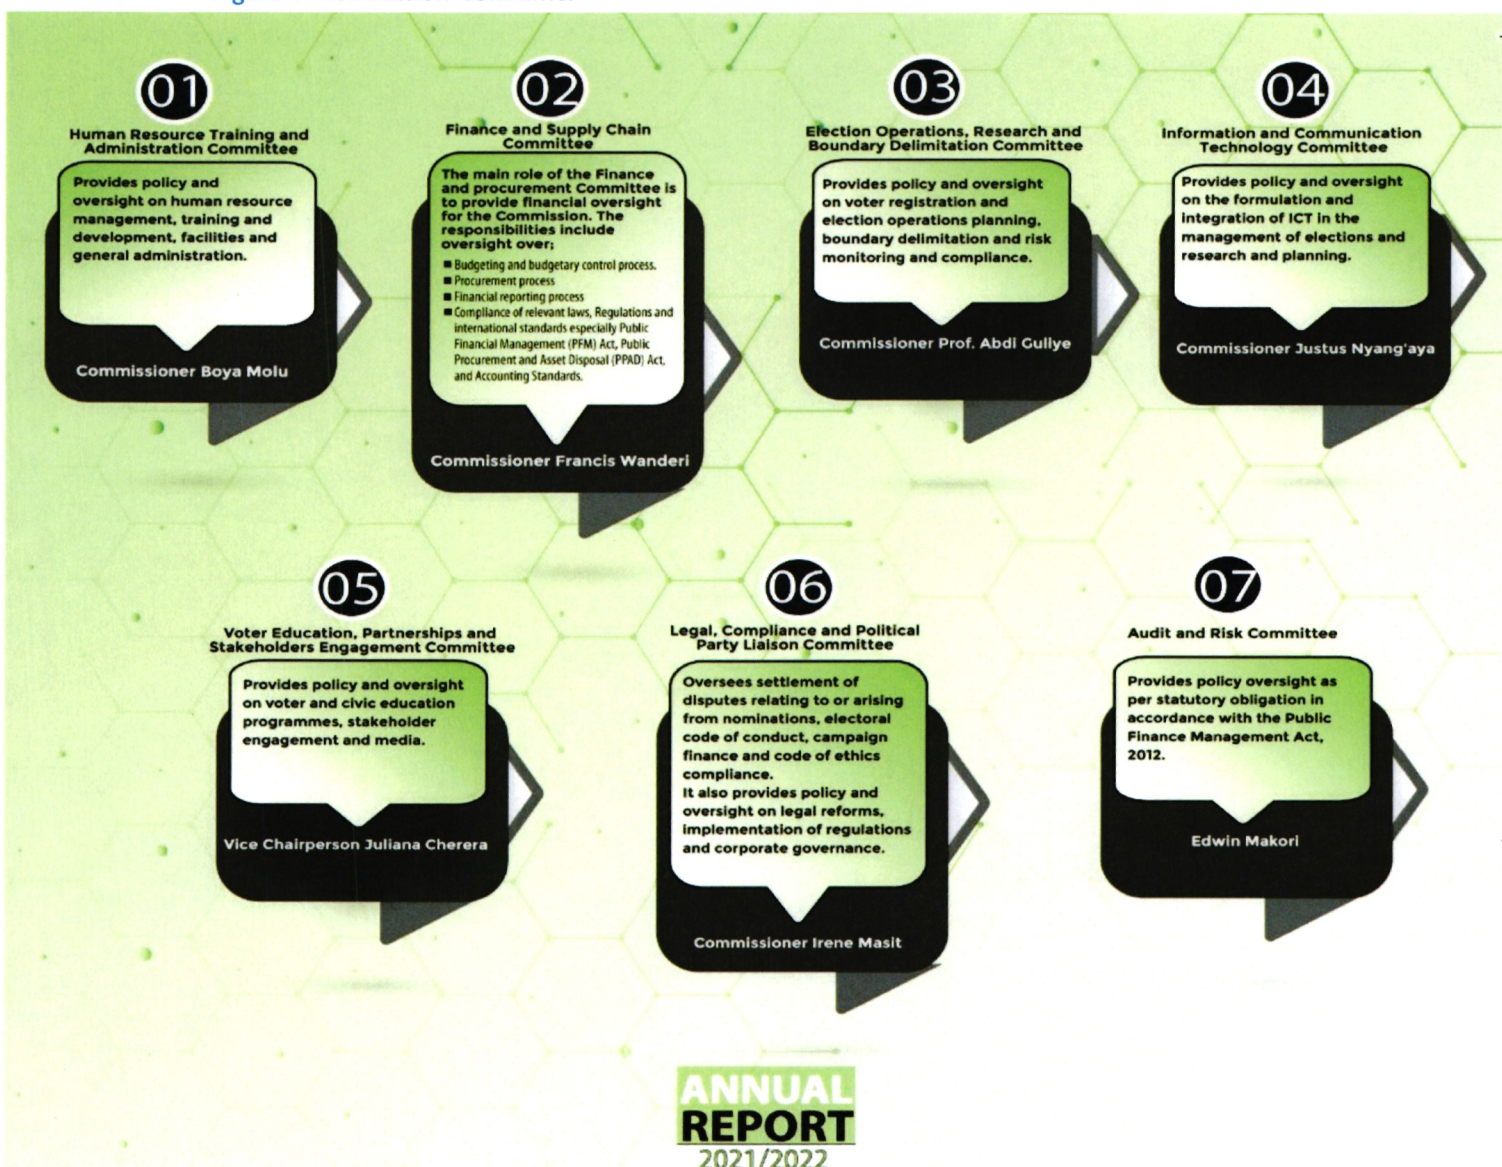 01
Human Resource Training and
Administration Committee
Provides policy and
oversight on human resource
management, training and
development, facilities and
general administration.
Commissioner Boya Molu
02
Finance and Supply Chain
Committee
The main role of the Finance
and procurement Committee is
to provide financial oversight
for the Commission. The
responsibilities include
oversight over;
■ Budgeting and budgetary control process.
■ Procurement process
■ Financial reporting process
■ Compliance of relevant laws, Regulations and
international standards especially Public
Financial Management (PFM) Act, Public
Procurement and Asset Disposal (PPAD) Act,
and Accounting Standards.
Commissioner Francis Wanderi
03
Election Operations, Research and
Boundary Delimitation Committee
Provides policy and oversight
on voter registration and
election operations planning,
boundary delimitation and risk
monitoring and compliance.
Commissioner Prof. Abdi Guliye
04
Information and Communication
Technology Committee
Provides policy and oversight
on the formulation and
integration of ICT in the
management of elections and
research and planning.
Commissioner Justus Nyang'aya
05
Voter Education, Partnerships and
Stakeholders Engagement Committee
Provides policy and oversight
on voter and civic education
programmes, stakeholder
engagement and media.
Vice Chairperson Juliana Cherera
06
Legal, Compliance and Political
Party Liaison Committee
Oversees settlement of
disputes relating to or arising
from nominations, electoral
code of conduct, campaign
finance and code of ethics
compliance.
It also provides policy and
oversight on legal reforms,
implementation of regulations
and corporate governance.
Commissioner Irene Masit
07
Audit and Risk Committee
Provides policy oversight as
per statutory obligation in
accordance with the Public
Finance Management Act,
2012.
Edwin Makori
ANNUAL
REPORT
2021/2022